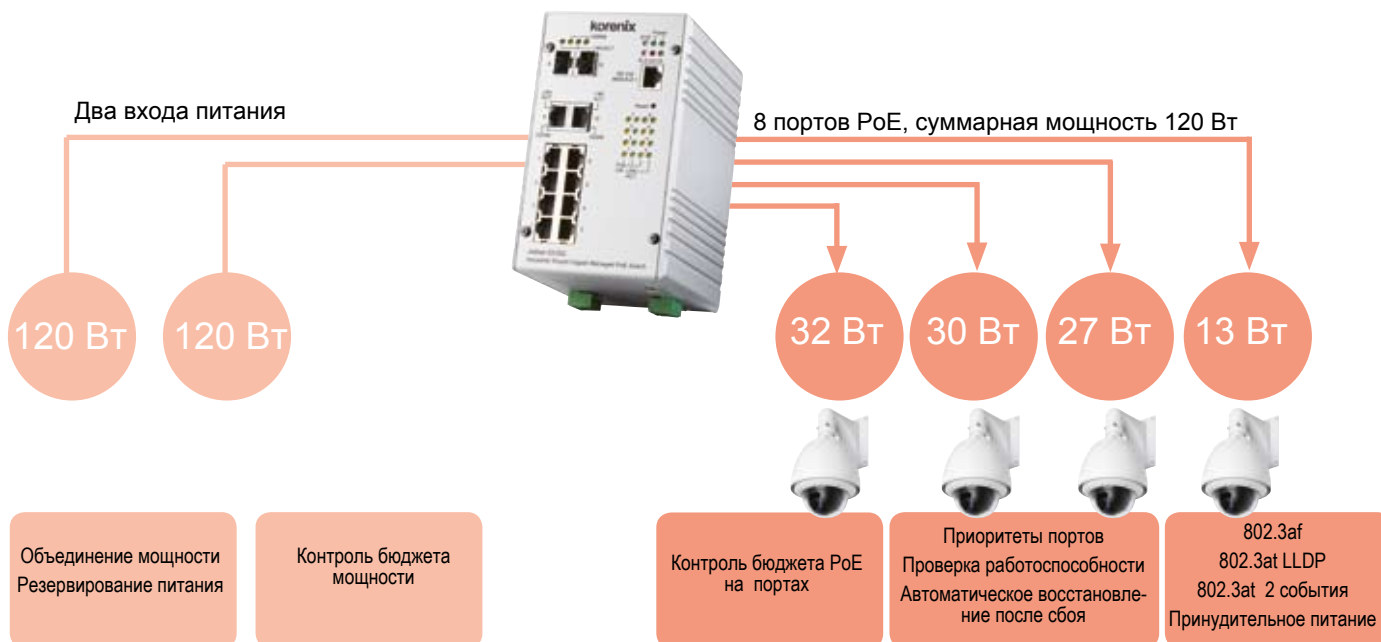 korenix
Два входа питания
8 портов PoE, суммарная мощность 120 Вт
120 Вт
120 Вт
32 Вт
30 Вт
27 Вт
13 Вт
Объединение мощности
Резервирование питания
Контроль бюджета
мощности
Контроль бюджета PoE
на портах
Приоритеты портов
Проверка работоспособности
Автоматическое восстановле-
ние после сбоя
802.3af
802.3at LLDP
802.3at 2 события
Принудительное питание